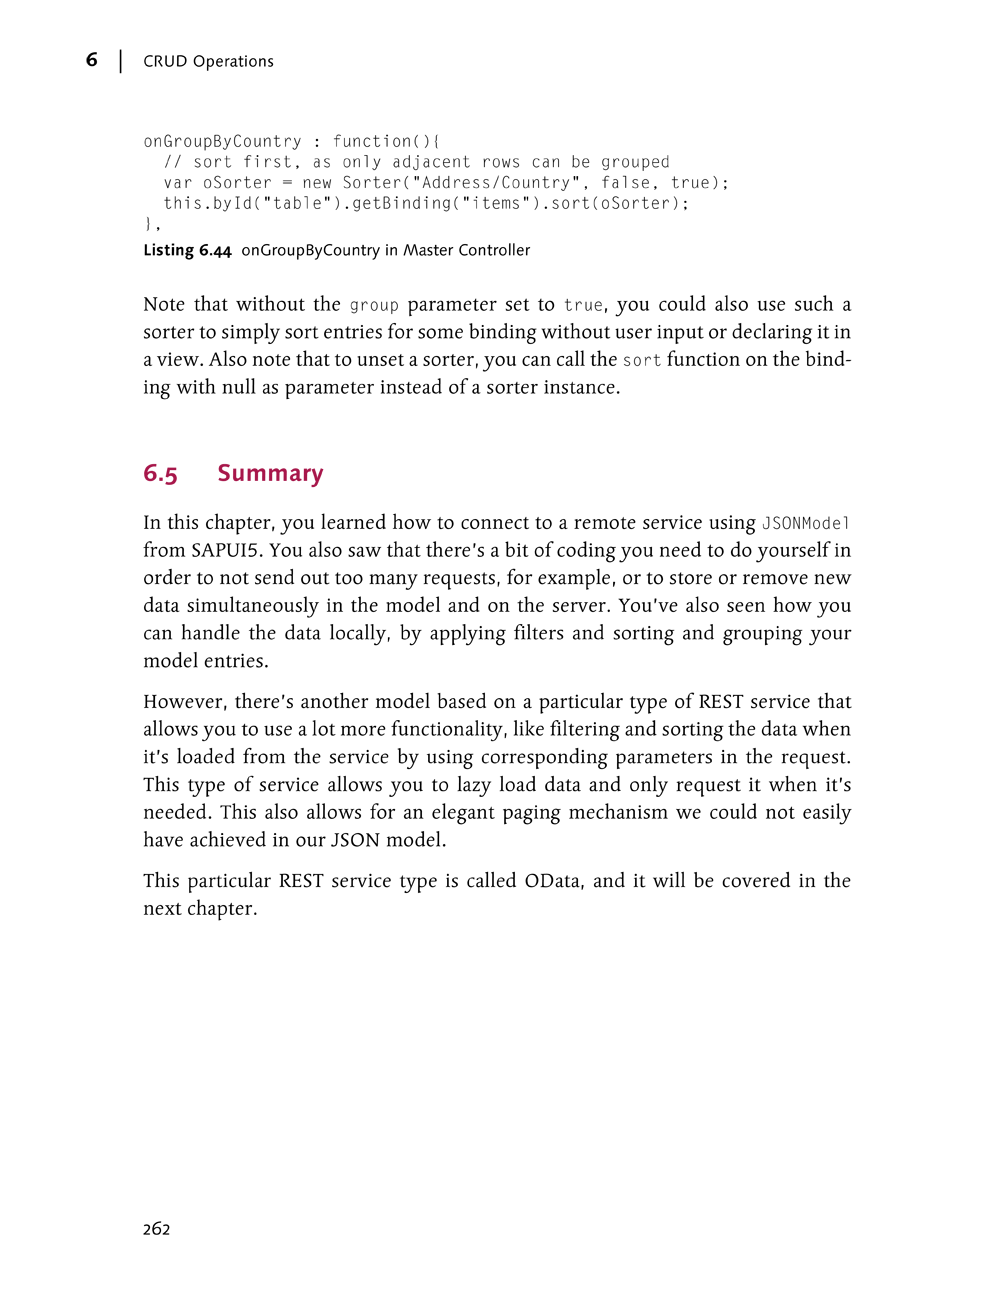 6 | CRUD Operations
onGroupByCountry : function(){
// sort first, as only adjacent rows can be grouped
var oSorter = new Sorter("Address/Country", false, true);
this.byId("table").getBinding("items").sort(oSorter);
},
Listing 6.44 onGroupByCountry in Master Controller
Note that without the group parameter set to true, you could also use such a
sorter to simply sort entries for some binding without user input or declaring it in
a view. Also note that to unset a sorter, you can call the sort function on the bind-
ing with null as parameter instead of a sorter instance.
6.5 Summary
In this chapter, you learned how to connect to a remote service using JSONModel
from SAPUI5. You also saw that there's a bit of coding you need to do yourself in
order to not send out too many requests, for example, or to store or remove new
data simultaneously in the model and on the server. You've also seen how you
can handle the data locally, by applying filters and sorting and grouping your
model entries.
However, there's another model based on a particular type of REST service that
allows you to use a lot more functionality, like filtering and sorting the data when
it's loaded from the service by using corresponding parameters in the request.
This type of service allows you to lazy load data and only request it when it's
needed. This also allows for an elegant paging mechanism we could not easily
have achieved in our JSON model.
This particular REST service type is called OData, and it will be covered in the
next chapter.
262